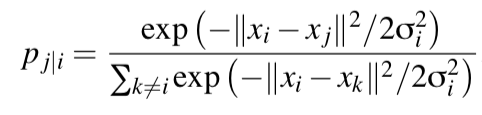 p_{j|i} = \frac{\exp\left(-\|x_i - x_j\|^2 / 2\sigma_i^2\right)}{\sum_{k \neq i} \exp\left(-\|x_i - x_k\|^2 / 2\sigma_i^2\right)}